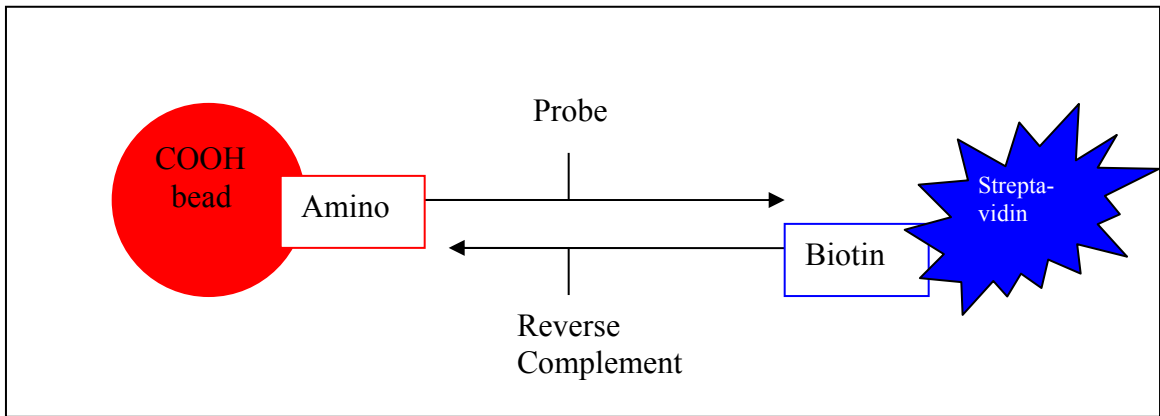 Probe
COOH
bead
Amino
Strepta-
vidin
Biotin
Reverse
Complement